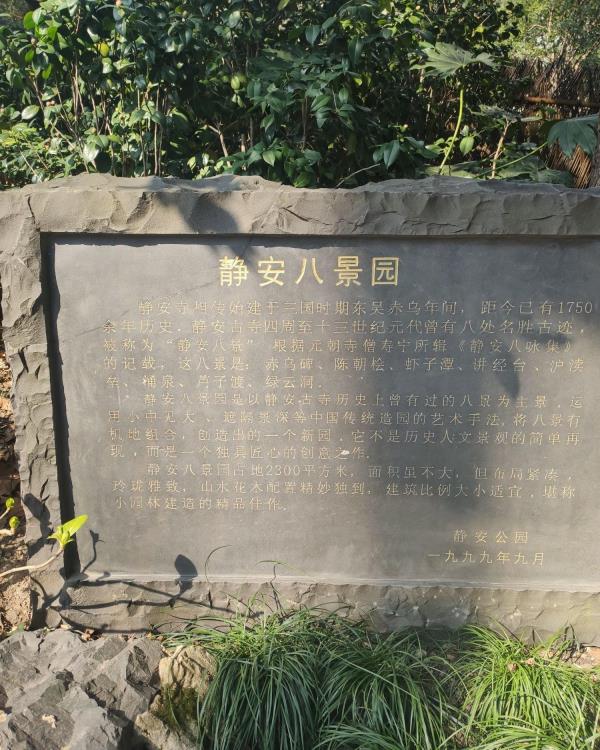 静安八景园
静安寺相传始建于三国时期东吴赤乌年间，距今已有1750
余年历史．静安古寺四周至十三世纪元代曾有八处名胜古迹，
被称为“静安八景”．根据元朝寺僧寿宁所辑《静安八咏集》
的记载，这八景是：赤乌碑、陈朝桧、虾子潭、讲经台、沪渎
垒、涌泉、芦子渡、绿云洞．
静安八景园是以静安古寺历史上曾有过的八景为主景，运
用小中见大、遮隔景深等中国传统造园的艺术手法，将八景有
机地组合，创造出的一个新园．它不是历史人文景观的简单再
现，而是一个独具匠心的创意之作．
静安八景园占地2300平方米，面积虽不大，但布局紧凑，
玲珑雅致，山水花木配置精妙独到，建筑比例大小适宜，堪称
小园林建造的精品佳作．
静安公园
一九九九年九月